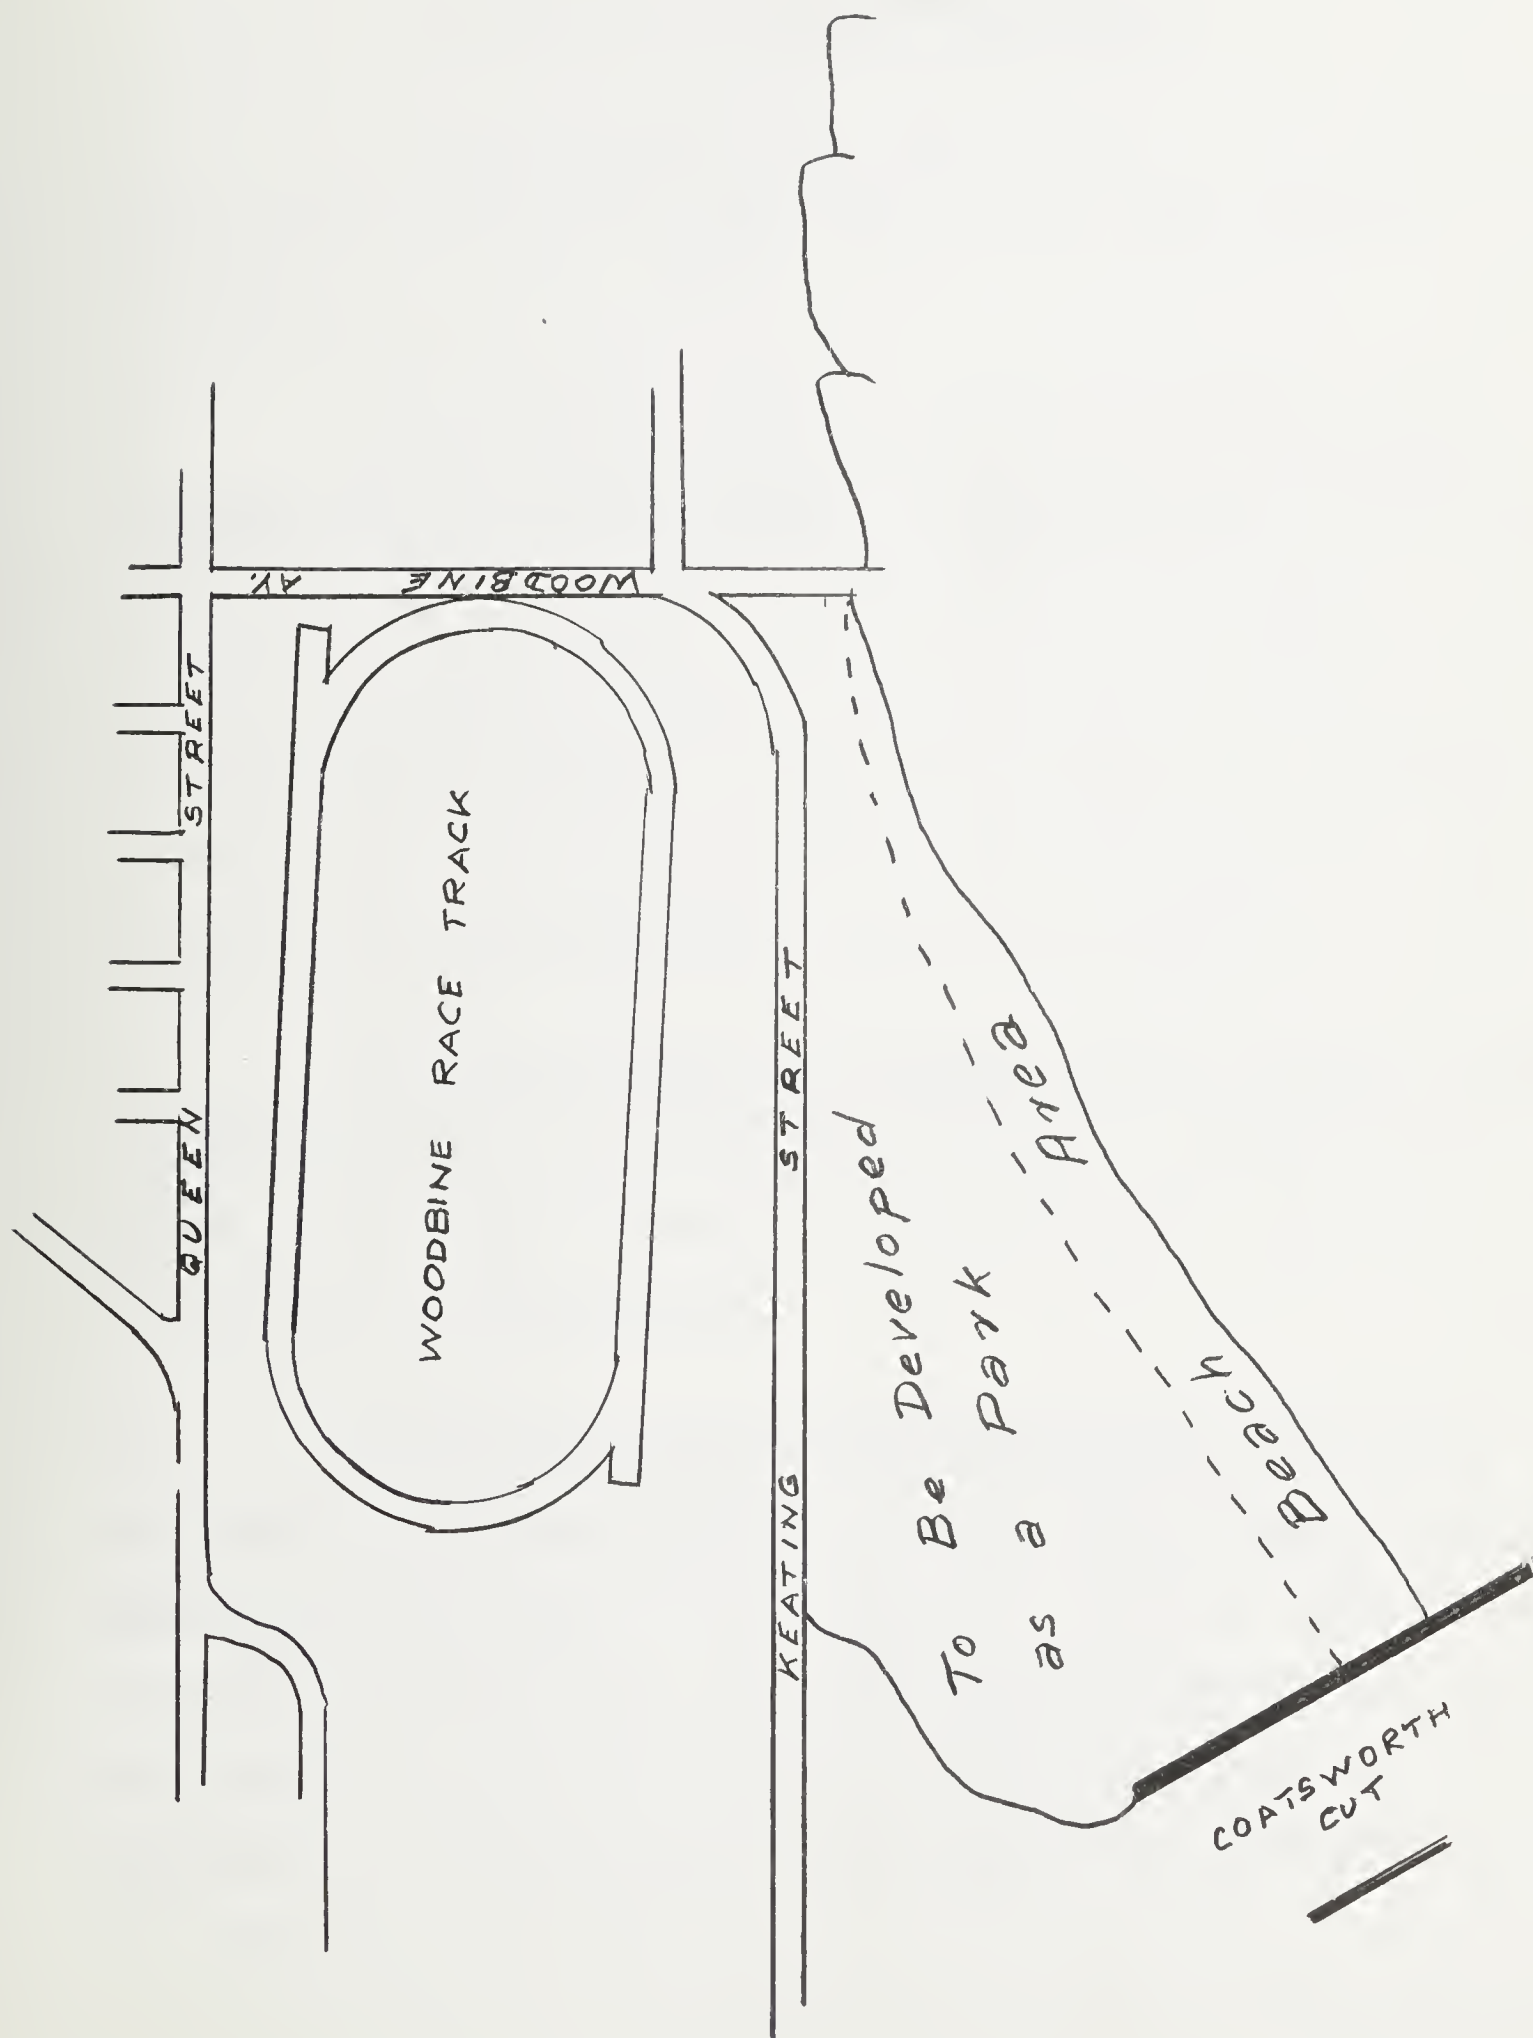 QUEEN STREET
WOODBINE AV.
WOODBINE RACE TRACK
KEATING STREET
To Be Developed
as a Park
Beach Area
COATSWORTH
CUT